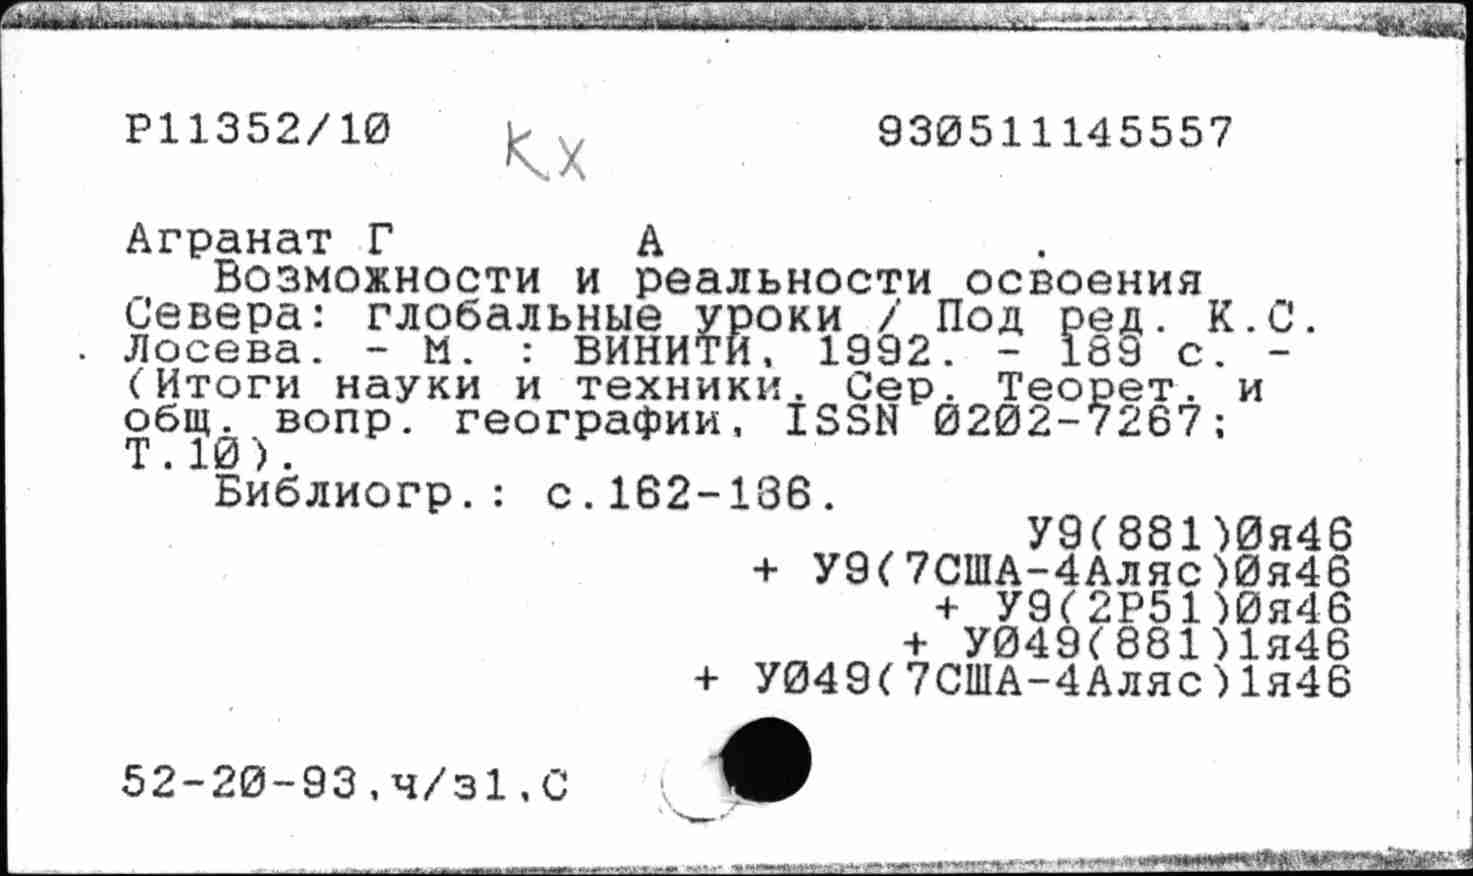 Р11352/10 кх 930511145557
Агранат Г А .
Возможности и реальности освоения
Севера: глобальные уроки / Под ред. К.С.
Лосева. - М. : ВИНИТИ, 1992. - 189 с. -
(Итоги науки и техники. Сер. Теорет. и
общ. вопр. географии, ISSN 0202-7267;
Т.10).
Библиогр.: с.162-186.
У9(881)0я46
+ У9(7США-4Аляс)0я46
+ У9(2Р51)0я46
+ У049(881)1я46
+ У049(7США-4Аляс)1я46
52-20-93,ч/з1,С